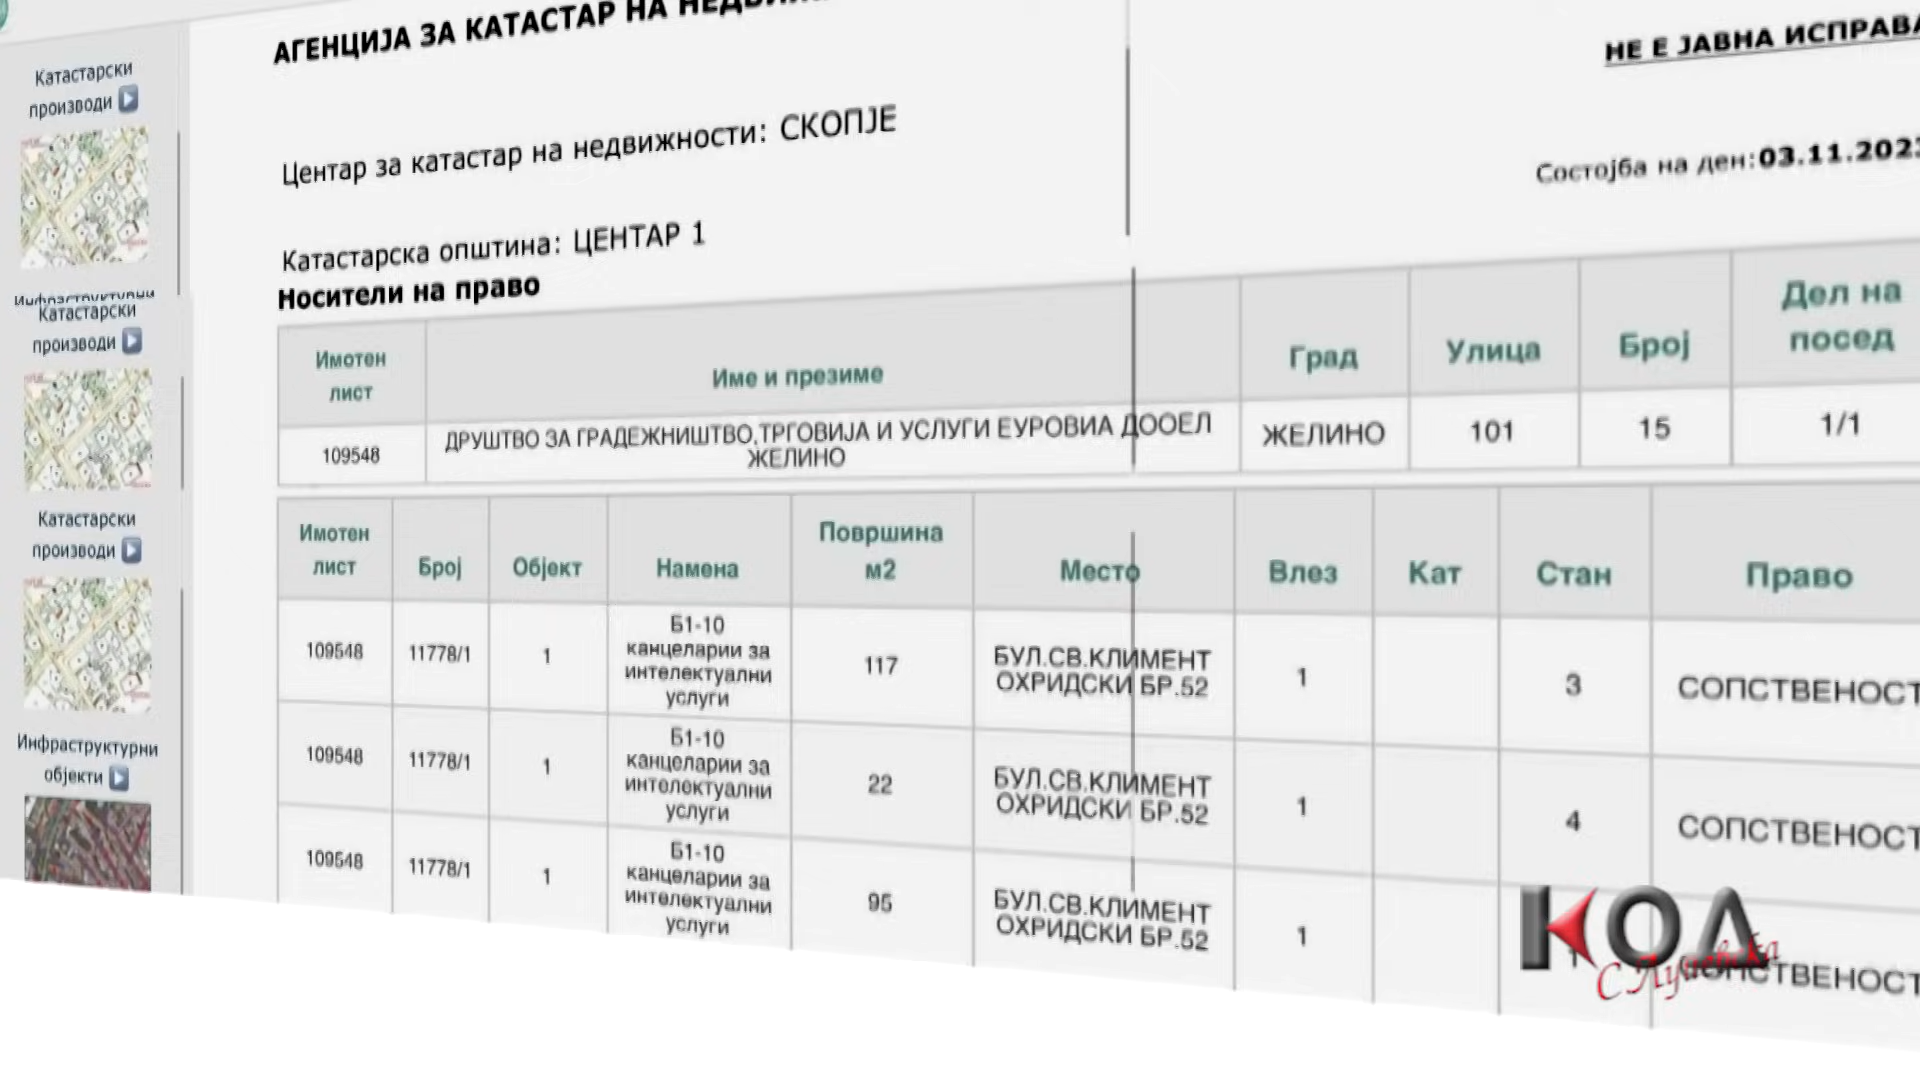 АГЕНЦИЈА ЗА КАТАСТАР НА
НЕ Е ЈАВНА ИСПРАВА
Центар за катастар на недвижности: СКОПЈЕ
Состојба на ден:03.11.202
Катастарска општина: ЦЕНТАР 1
Носители на право
Имотен лист
Име и презиме
Град
Улица
Број
Дел на посед
109548
ДРУШТВО ЗА ГРАДЕЖНИШТВО,ТРГОВИЈА И УСЛУГИ ЕУРОВИА ДООЕЛ
ЖЕЛИНО
ЖЕЛИНО
101
15
1/1
Имотен лист
Број
Објект
Намена
Површина м2
Место
Влез
Кат
Стан
Право
109548
11778/1
1
Б1-10
канцеларии за
интелектуални
услуги
117
БУЛ.СВ.КЛИМЕНТ
ОХРИДСКИ БР.52
1
3
СОПСТВЕНОСТ
109548
11778/1
1
Б1-10
канцеларии за
интелектуални
услуги
22
БУЛ.СВ.КЛИМЕНТ
ОХРИДСКИ БР.52
1
4
СОПСТВЕНОСТ
109548
11778/1
1
Б1-10
канцеларии за
интелектуални
услуги
95
БУЛ.СВ.КЛИМЕНТ
ОХРИДСКИ БР.52
1
СОПСТВЕНОСТ
Катастарски
производи
Инфраструктурни
Катастарски
производи
Катастарски
производи
Инфраструктурни
објекти
КОД